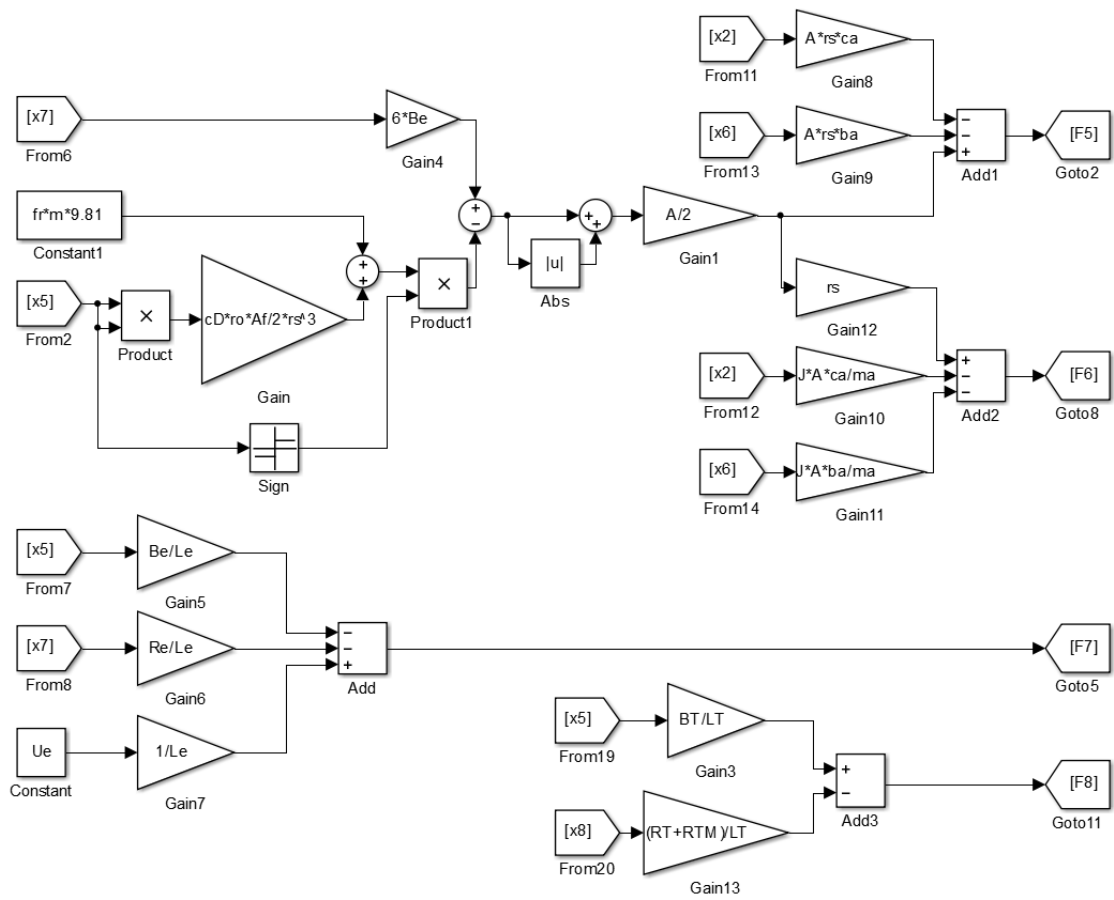 [x2]
A*rs*ca
From11
Gain8
[x7]
6*Be
From6
Gain4
[x6]
A*rs*ba
−
−
+
[F5]
From13
Gain9
Add1
Goto2
fr*m*9.81
Constant1
+
−
+
+
A/2
Gain1
|u|
Abs
+
+
×
Product1
[x5]
From2
×
Product
cD*ro*Af/2*rs^3
Gain
rs
Gain12
[x2]
J*A*ca/ma
+
−
−
[F6]
From12
Gain10
Add2
Goto8
Sign
[x6]
J*A*ba/ma
From14
Gain11
[x5]
Be/Le
From7
Gain5
[x7]
Re/Le
−
−
+
[F7]
From8
Gain6
Add
Goto5
Ue
1/Le
Constant
Gain7
[x5]
BT/LT
From19
Gain3
+
−
[F8]
Add3
Goto11
[x8]
(RT+RTM)/LT
From20
Gain13